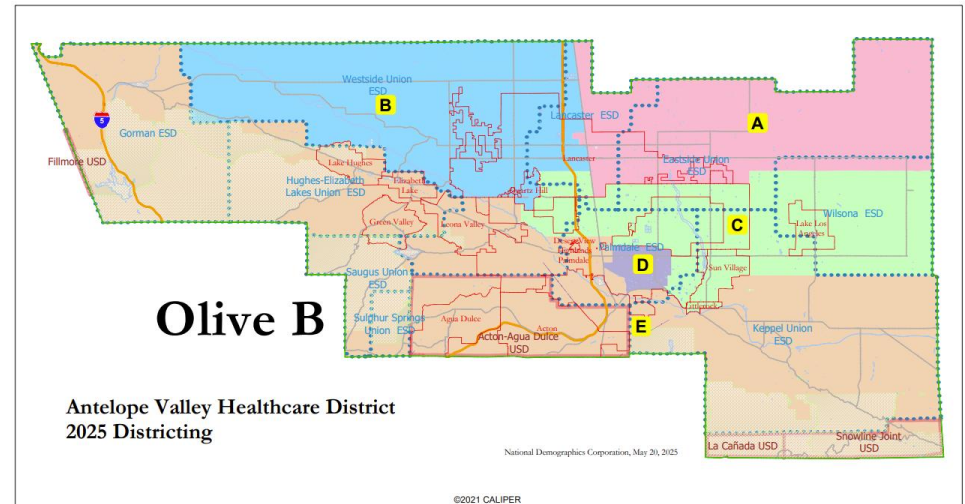 Westside Union
ESD
B
Lancaster ESD
A
5
Gorman ESD
Fillmore USD
Lancaster
Eastside Union
ESD
Lake Hughes
Hughes-Elizabeth
Lakes Union ESD
Elizabeth
Lake
Quartz Hill
Green Valley
Leona Valley
C
Wilsona ESD
Lake Los
Angeles
Desert View
Highlands
Palmdale
Palmdale ESD
D
Sun Village
Saugus Union
ESD
Littlerock
Olive B
Sulphur Springs
Union ESD
Agua Dulce
Acton
Acton-Agua Dulce
USD
E
Keppel Union
ESD
Antelope Valley Healthcare District
2025 Districting
La Cañada USD
Snowline Joint
USD
National Demographics Corporation, May 20, 2025
©2021 CALIPER